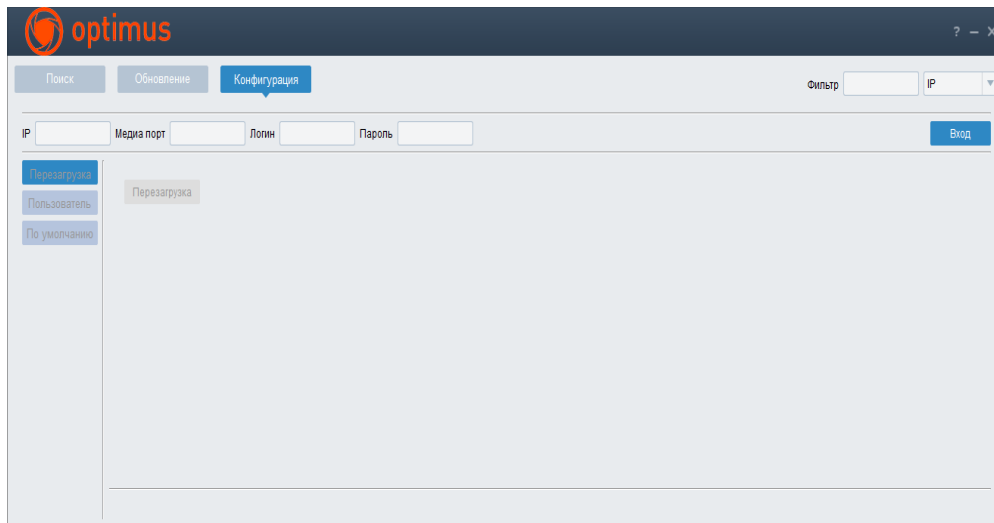 optimus
? – X
Поиск Обновление Конфигурация Фильтр IP
IP Медиа порт Логин Пароль Вход
Перезагрузка
Перезагрузка
Пользователь
По умолчанию